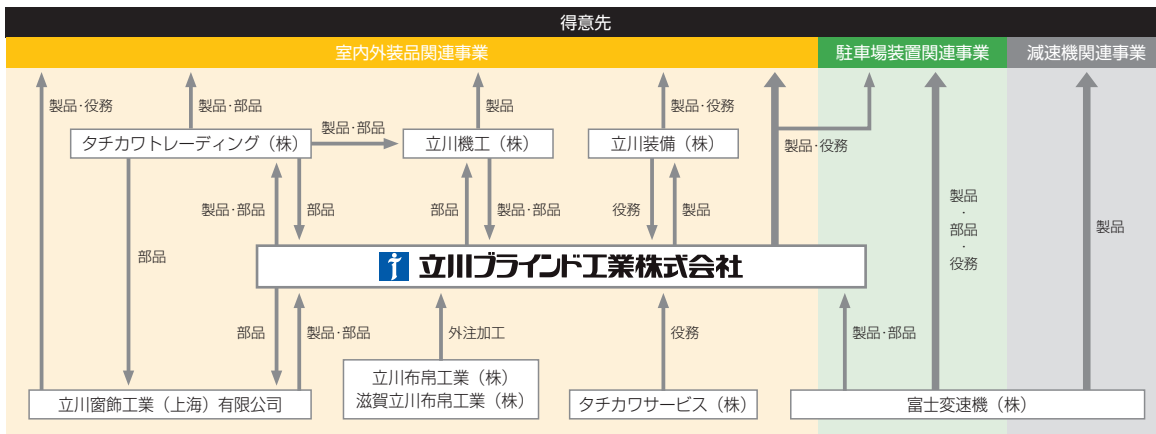 得意先
室内外装品関連事業
駐車場装置関連事業
減速機関連事業
製品・役務
製品・部品
製品
製品・役務
タチカワトレーディング（株）
製品・部品
立川機工（株）
立川装備（株）
製品・役務
製品・部品
部品
部品
製品・部品
役務
製品
製品
・
部品
・
役務
製品
部品
立川ブラインド工業株式会社
部品
製品・部品
外注加工
役務
製品・部品
立川窗飾工業（上海）有限公司
立川布帛工業（株）
滋賀立川布帛工業（株）
タチカワサービス（株）
富士変速機（株）